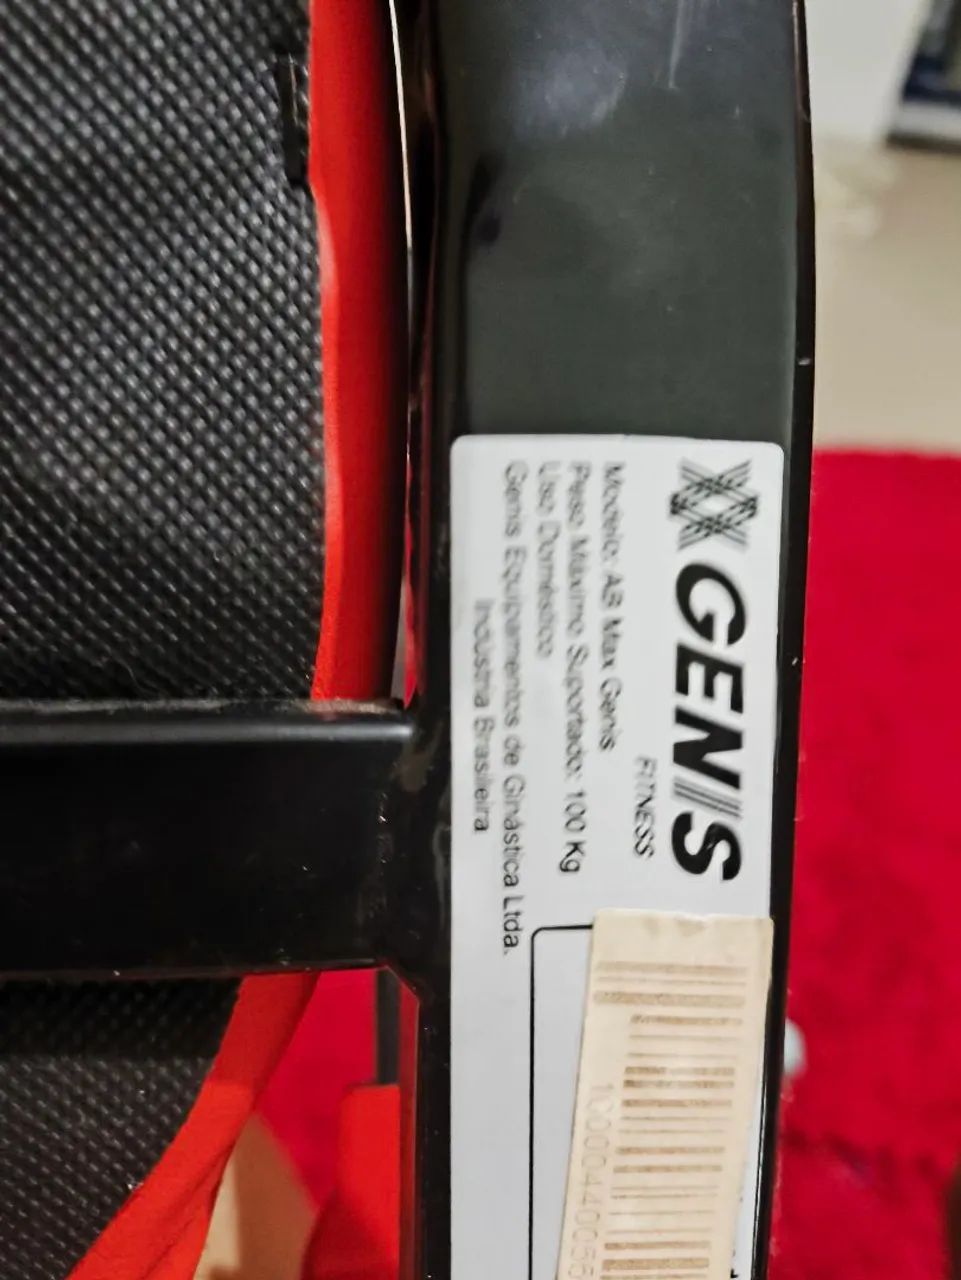 GENIS
FITNESS
Modelo: AB Max Genis
Peso Máximo Suportado: 100 Kg
Uso Doméstico
Genis Equipamentos de Ginástica Ltda.
Indústria Brasileira